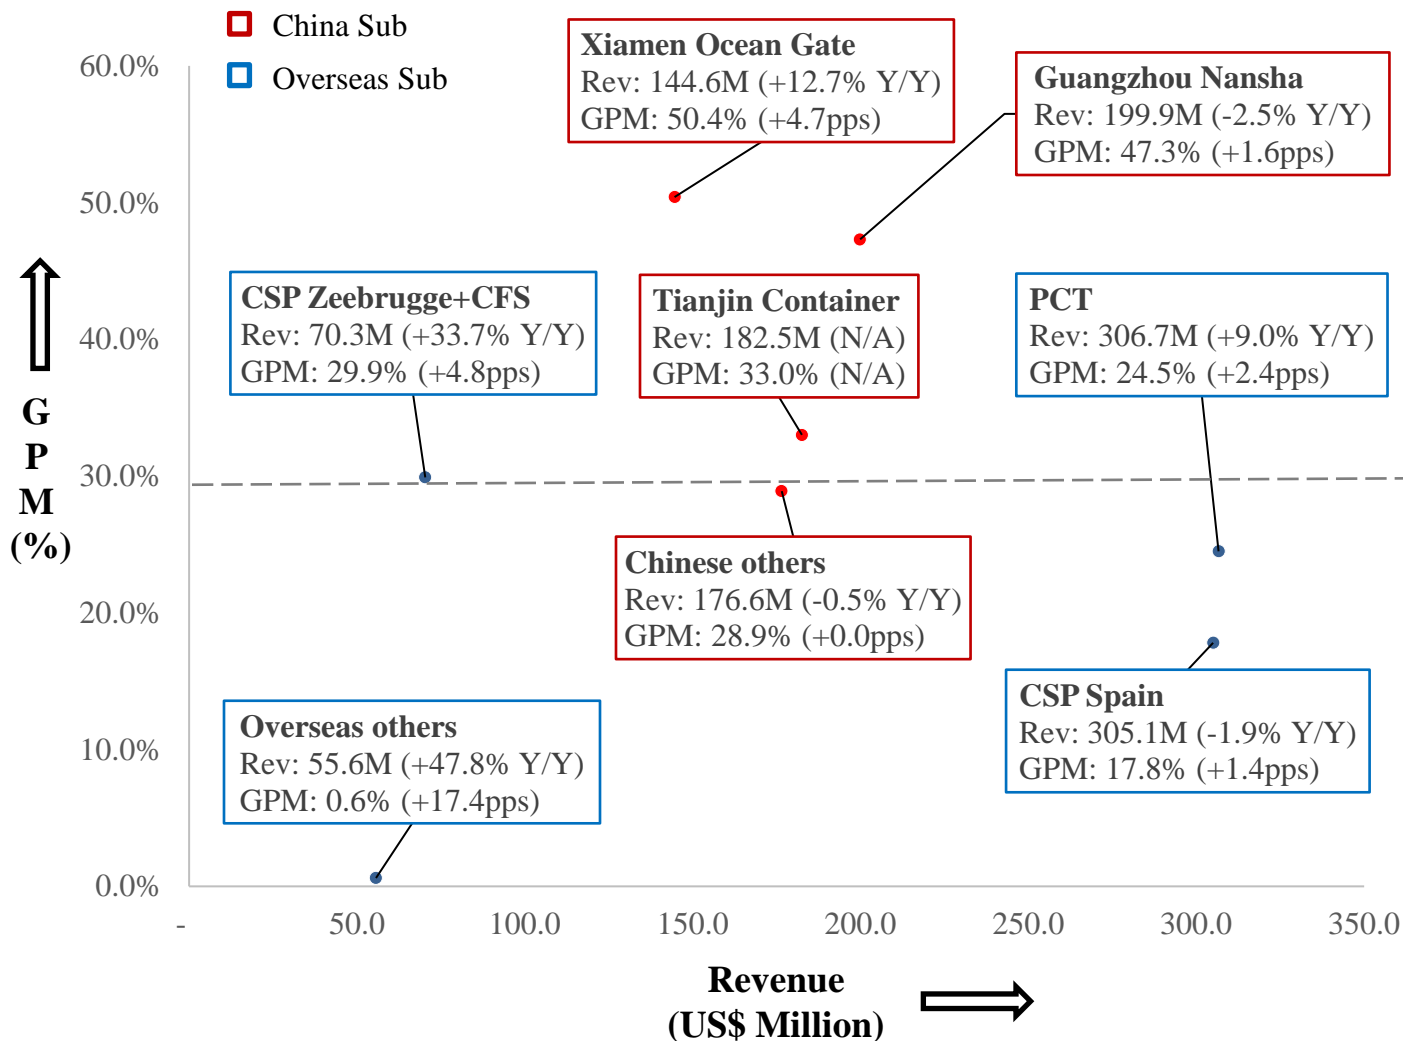 China Sub
Overseas Sub
Xiamen Ocean Gate
Rev: 144.6M (+12.7% Y/Y)
GPM: 50.4% (+4.7pps)
Guangzhou Nansha
Rev: 199.9M (-2.5% Y/Y)
GPM: 47.3% (+1.6pps)
CSP Zeebrugge+CFS
Rev: 70.3M (+33.7% Y/Y)
GPM: 29.9% (+4.8pps)
Tianjin Container
Rev: 182.5M (N/A)
GPM: 33.0% (N/A)
PCT
Rev: 306.7M (+9.0% Y/Y)
GPM: 24.5% (+2.4pps)
Chinese others
Rev: 176.6M (-0.5% Y/Y)
GPM: 28.9% (+0.0pps)
CSP Spain
Rev: 305.1M (-1.9% Y/Y)
GPM: 17.8% (+1.4pps)
Overseas others
Rev: 55.6M (+47.8% Y/Y)
GPM: 0.6% (+17.4pps)
60.0%
50.0%
40.0%
30.0%
20.0%
10.0%
0.0%
G
P
M
(%)
-
50.0
100.0
150.0
200.0
250.0
300.0
350.0
Revenue
(US$ Million)